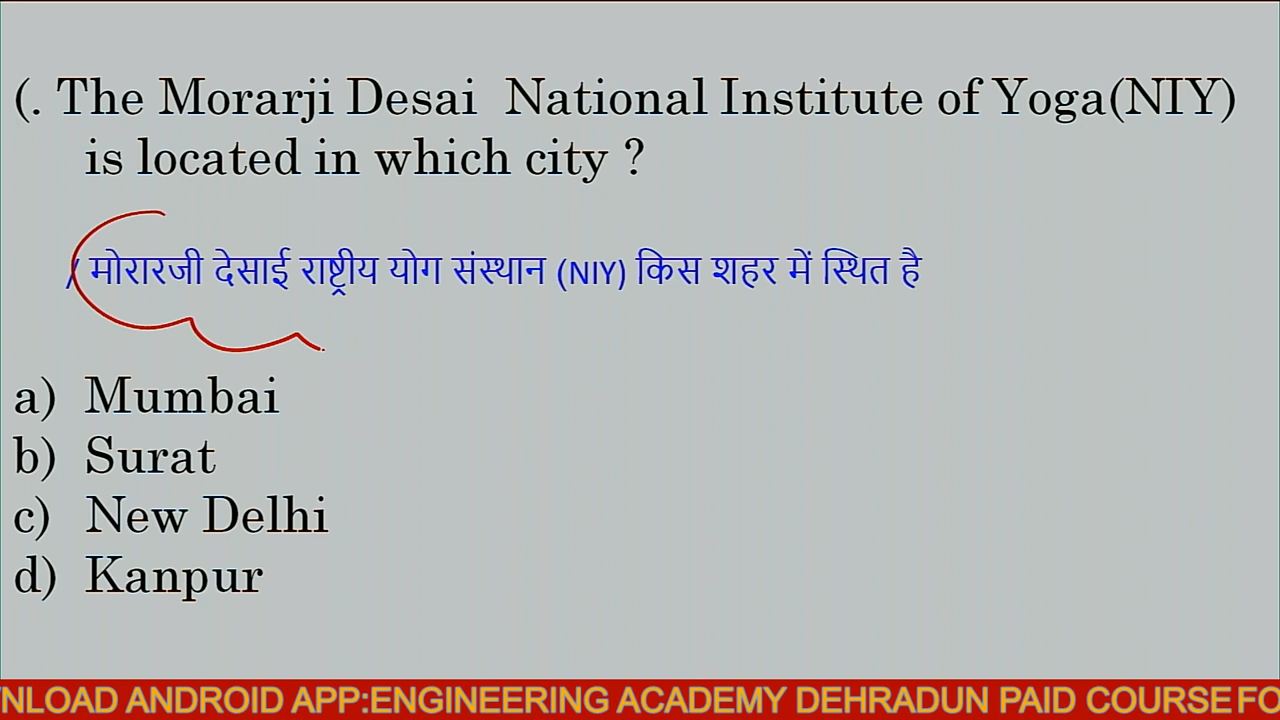 (. The Morarji Desai National Institute of Yoga(NIY)
is located in which city ?
/ मोरारजी देसाई राष्ट्रीय योग संस्थान (NIY) किस शहर में स्थित है
a) Mumbai
b) Surat
c) New Delhi
d) Kanpur
NLOAD ANDROID APP:ENGINEERING ACADEMY DEHRADUN PAID COURSE FO